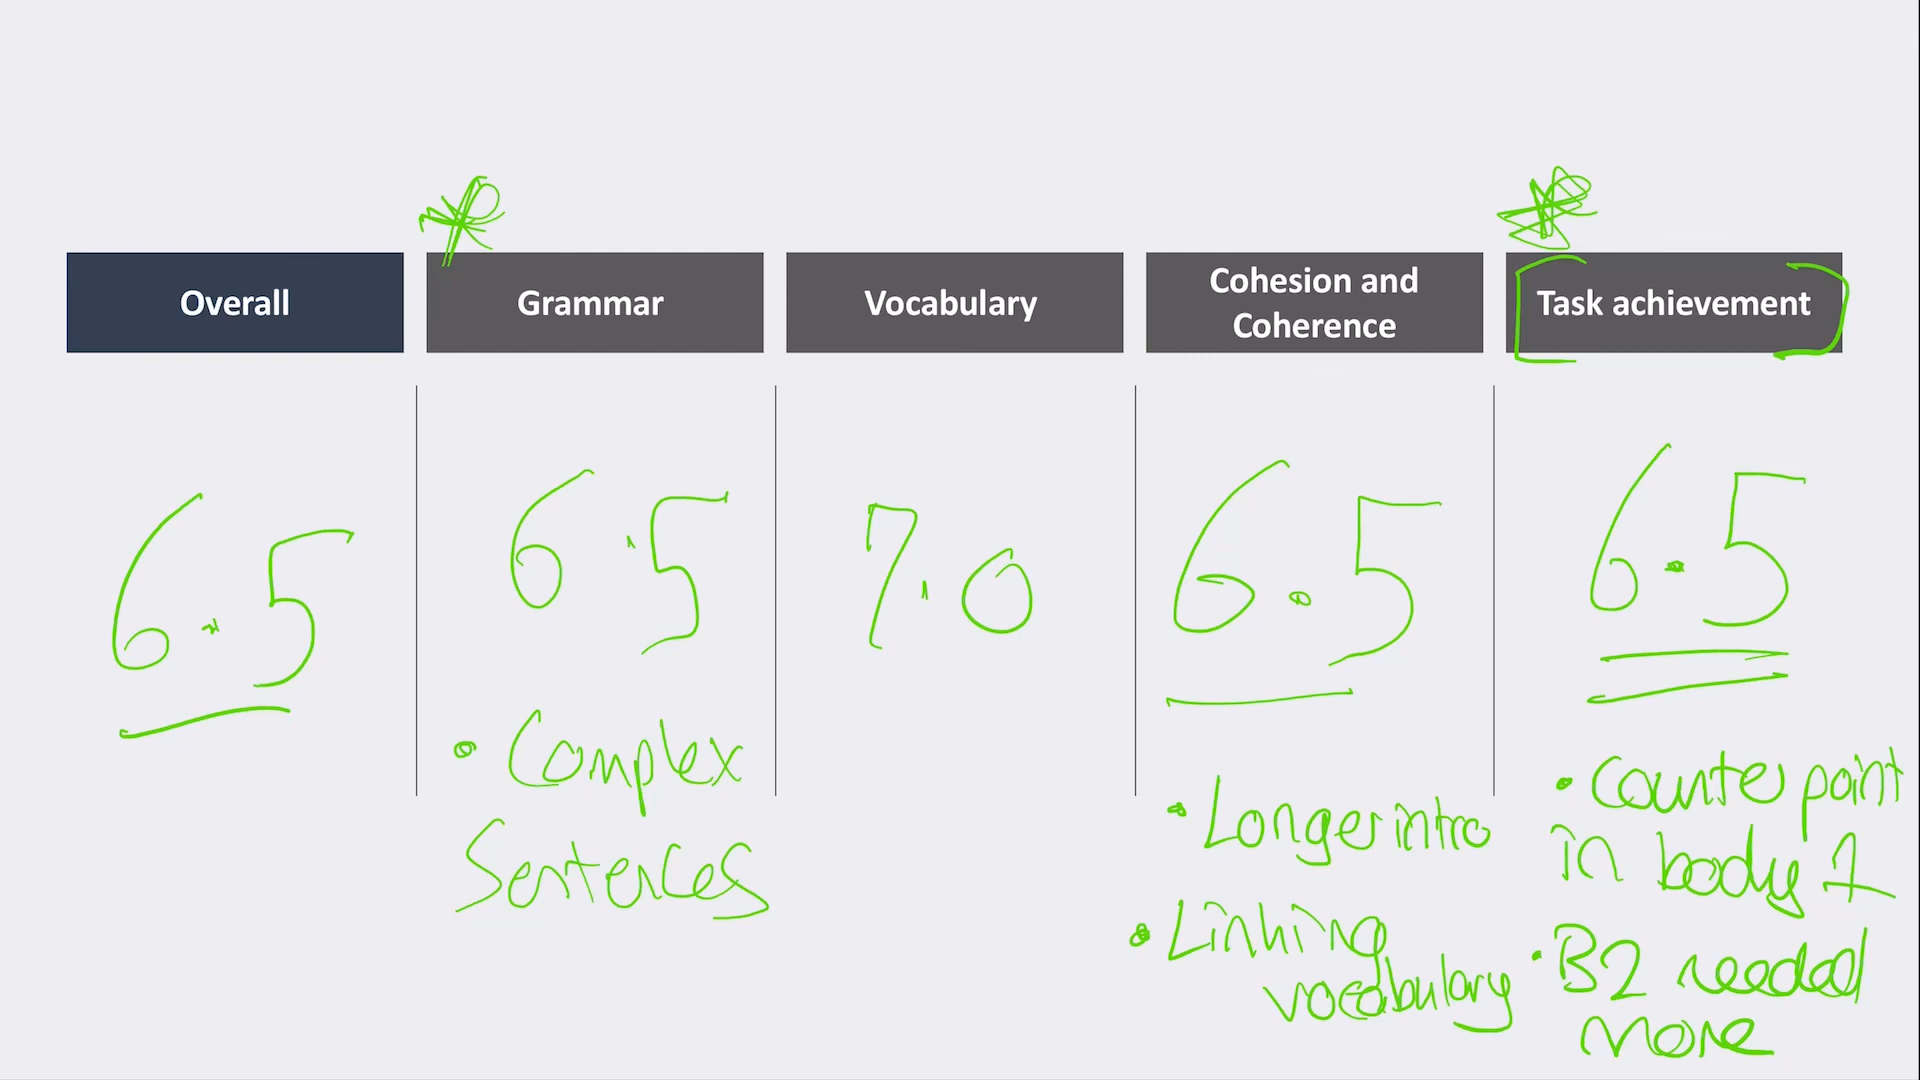 Overall
Grammar
Vocabulary
Cohesion and
Coherence
Task achievement
6.5
6.5
7.0
6.5
6.5
• Complex
Sentences
• Longer intro
• Linking
vocabulary
• Counter point
in body 1
• B2 needed
more